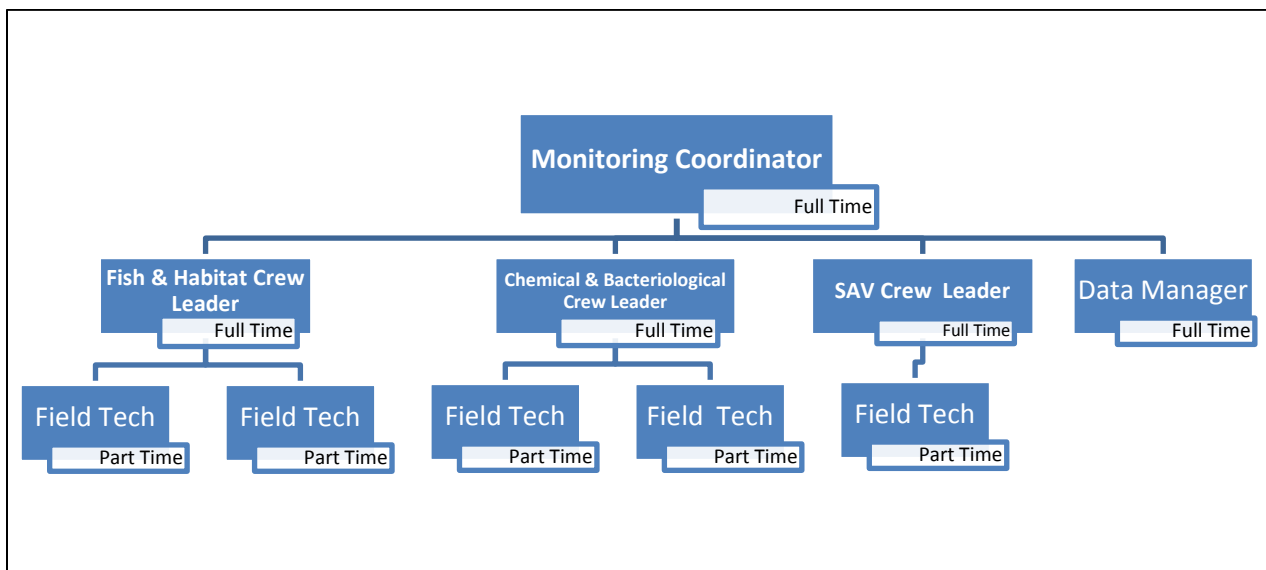 Monitoring Coordinator
Full Time
Fish & Habitat Crew
Leader
Full Time
Chemical & Bacteriological
Crew Leader
Full Time
SAV Crew  Leader
Full Time
Data Manager
Full Time
Field Tech
Part Time
Field Tech
Part Time
Field Tech
Part Time
Field  Tech
Part Time
Field Tech
Part Time